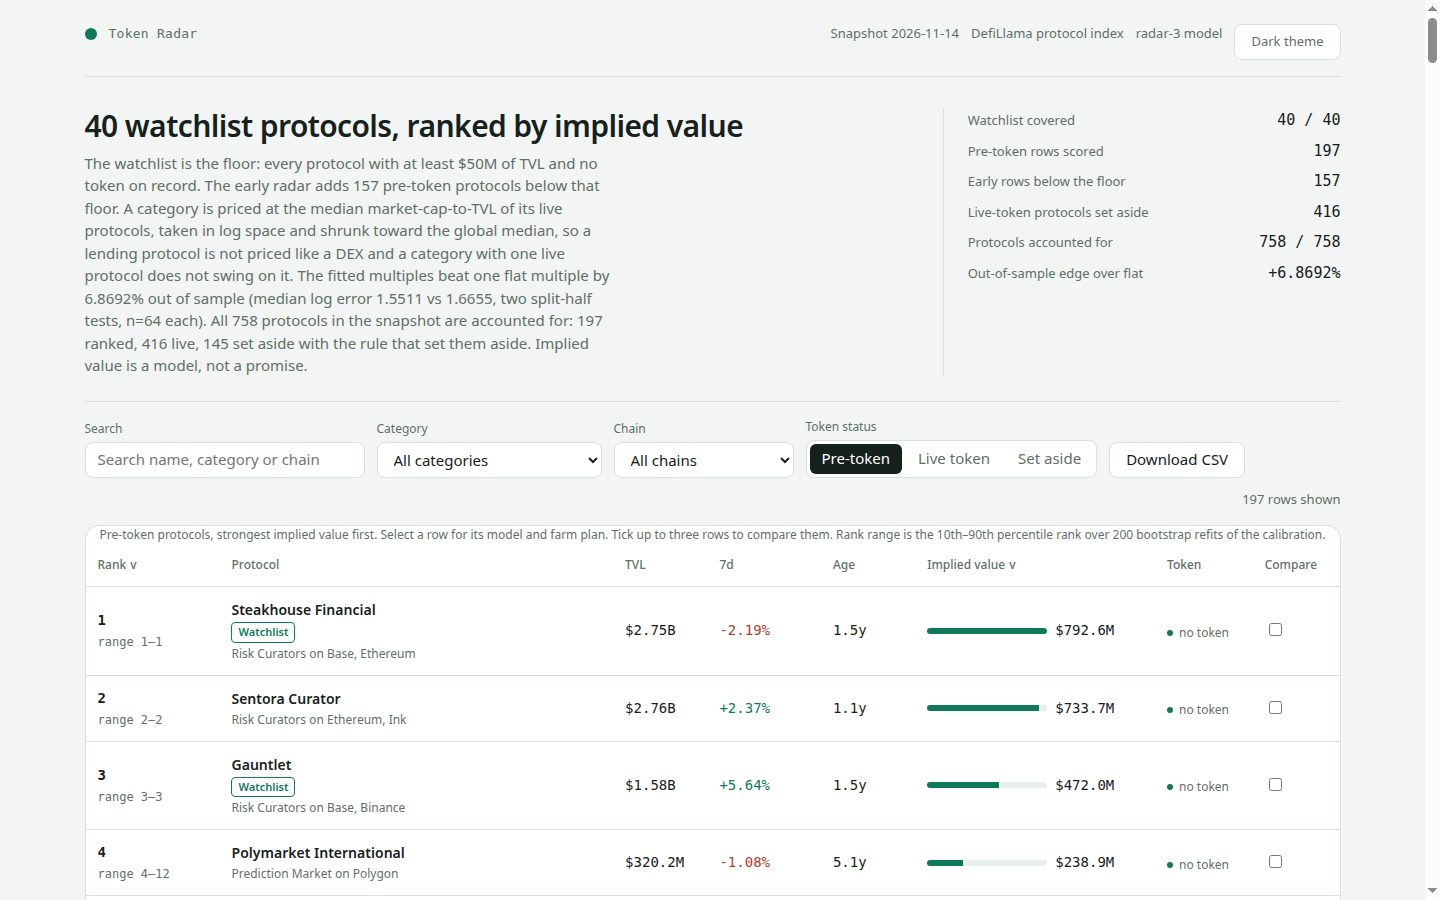 Token Radar
Snapshot 2026-11-14 DefiLlama protocol index radar-3 model Dark theme
40 watchlist protocols, ranked by implied value
The watchlist is the floor: every protocol with at least $50M of TVL and no
token on record. The early radar adds 157 pre-token protocols below that
floor. A category is priced at the median market-cap-to-TVL of its live
protocols, taken in log space and shrunk toward the global median, so a
lending protocol is not priced like a DEX and a category with one live
protocol does not swing on it. The fitted multiples beat one flat multiple by
6.8692% out of sample (median log error 1.5511 vs 1.6655, two split-half
tests, n=64 each). All 758 protocols in the snapshot are accounted for: 197
ranked, 416 live, 145 set aside with the rule that set them aside. Implied
value is a model, not a promise.
Watchlist covered 40 / 40
Pre-token rows scored 197
Early rows below the floor 157
Live-token protocols set aside 416
Protocols accounted for 758 / 758
Out-of-sample edge over flat +6.8692%
Search Category Chain Token status
Search name, category or chain All categories All chains Pre-token Live token Set aside Download CSV
197 rows shown
Pre-token protocols, strongest implied value first. Select a row for its model and farm plan. Tick up to three rows to compare them. Rank range is the 10th–90th percentile rank over 200 bootstrap refits of the calibration.
Rank v Protocol TVL 7d Age Implied value v Token Compare
1 Steakhouse Financial
Watchlist $2.75B -2.19% 1.5y $792.6M no token
range 1–1 Risk Curators on Base, Ethereum
2 Sentora Curator $2.76B +2.37% 1.1y $733.7M no token
range 2–2 Risk Curators on Ethereum, Ink
3 Gauntlet
Watchlist $1.58B +5.64% 1.5y $472.0M no token
range 3–3 Risk Curators on Base, Binance
4 Polymarket International $320.2M -1.08% 5.1y $238.9M no token
range 4–12 Prediction Market on Polygon